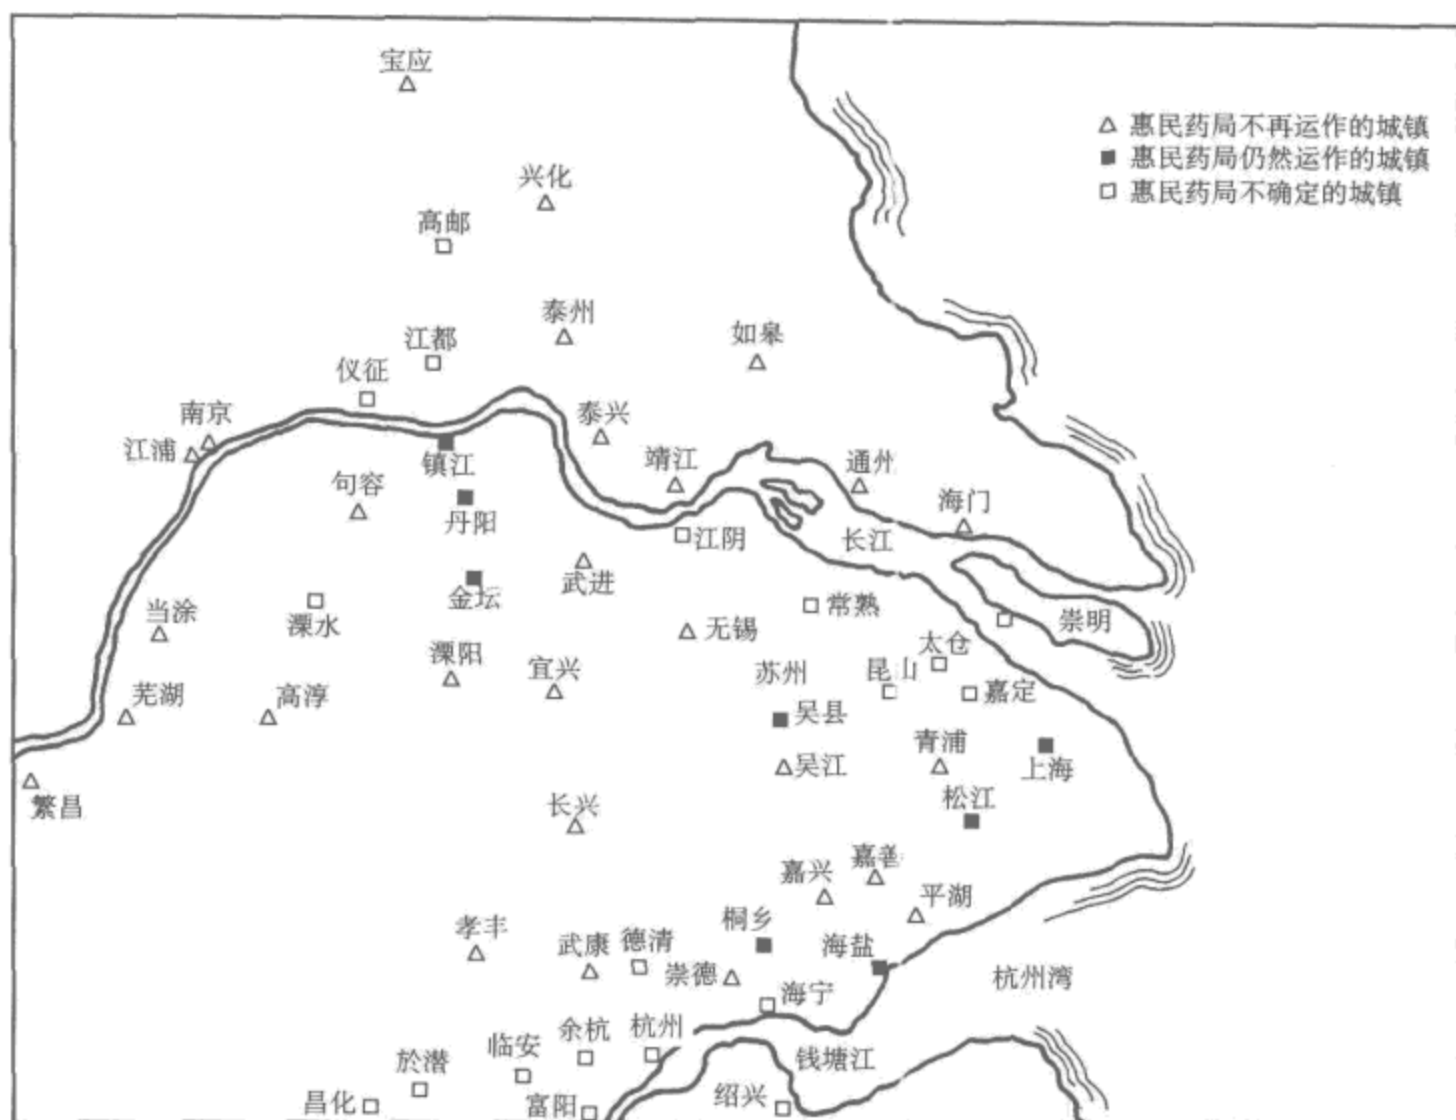 宝应
惠民药局不再运作的城镇
惠民药局仍然运作的城镇
惠民药局不确定的城镇
兴化
高邮
泰州
如皋
江都
仪征
南京
泰兴
江浦
镇江
靖江
通州
句容
海门
丹阳
江阴
长江
武进
金坛
当涂
溧水
常熟
崇明
无锡
太仓
溧阳
宜兴
苏州
昆山
芜湖
高淳
嘉定
吴县
青浦
吴江
上海
繁昌
长兴
松江
嘉兴
嘉善
平湖
孝丰
武康
德清
桐乡
海盐
崇德
海宁
杭州湾
余杭
杭州
临安
於潜
钱塘江
昌化
富阳
绍兴